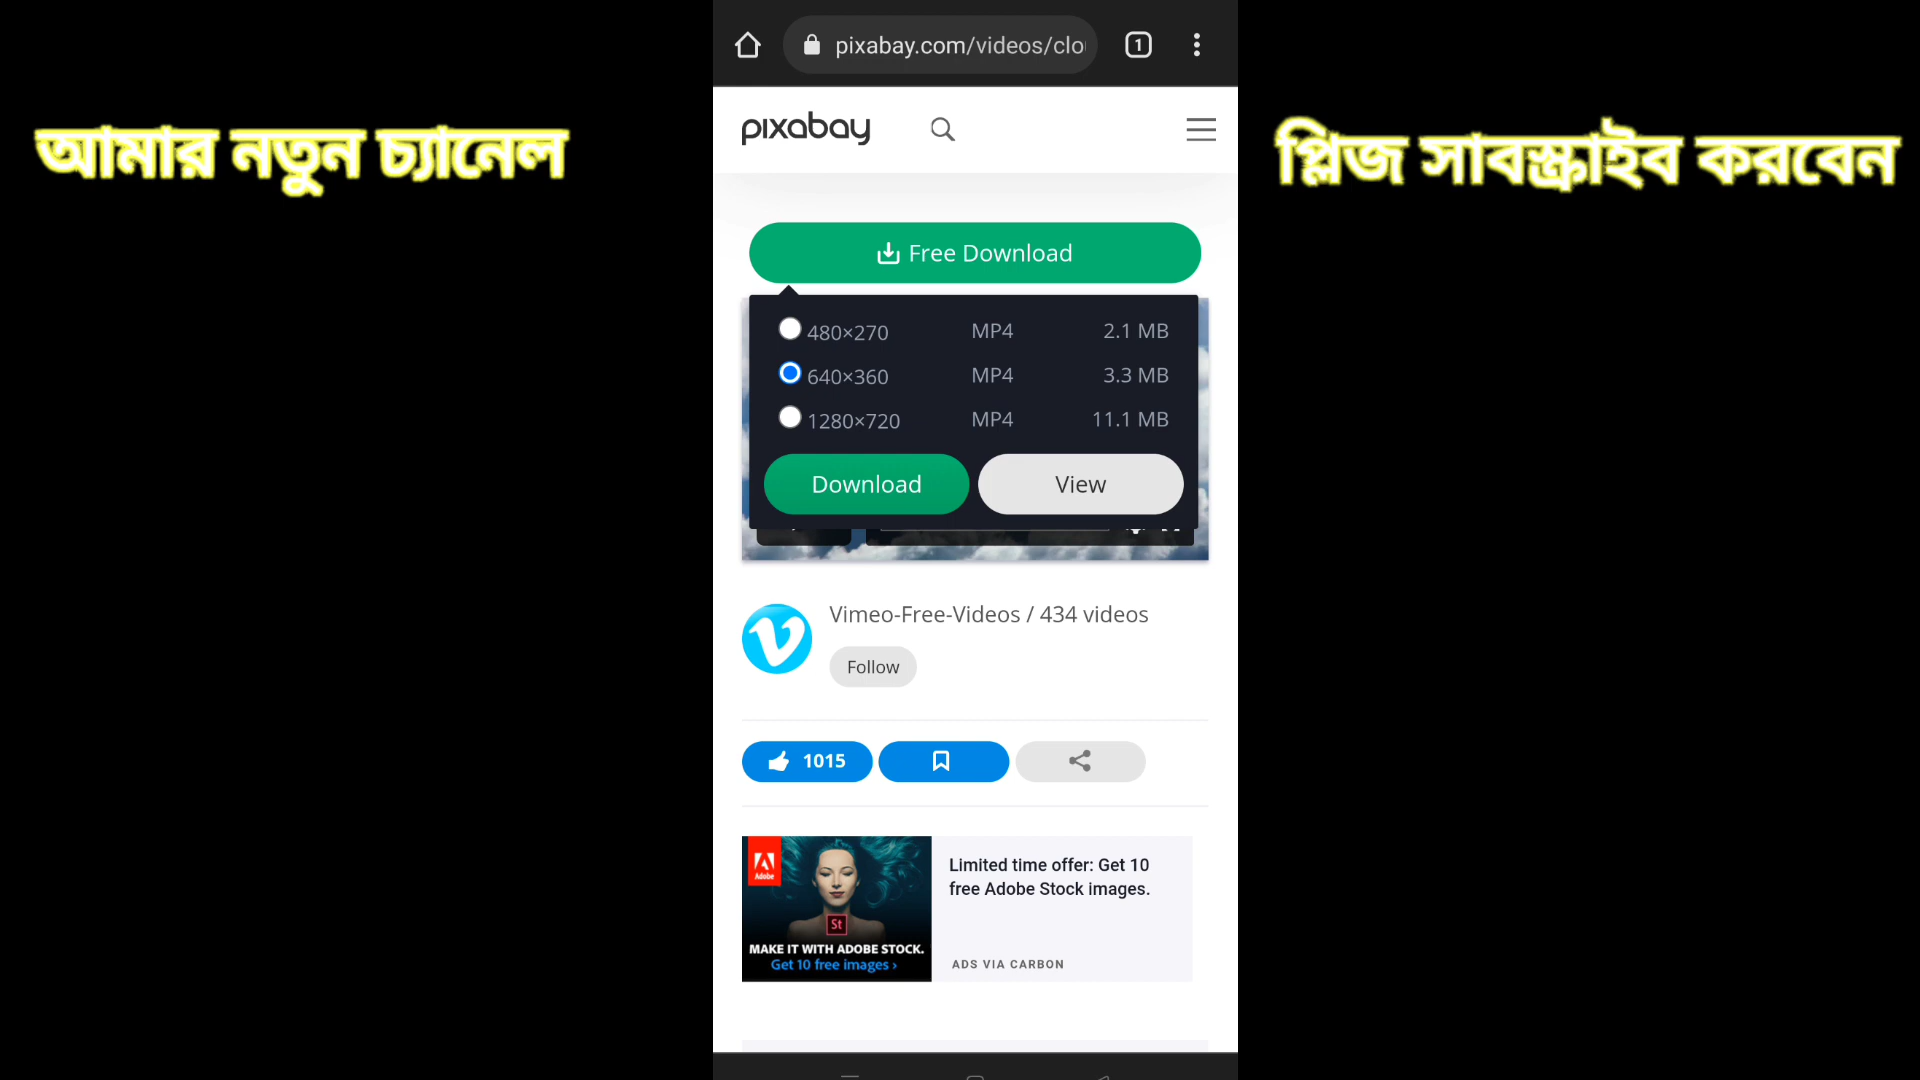 pixabay.com/videos/clo
1
আমার নতুন চ্যানেল
প্লিজ সাবস্ক্রাইব করবেন
pixabay
Free Download
480×270 MP4 2.1 MB
640×360 MP4 3.3 MB
1280×720 MP4 11.1 MB
Download View
Vimeo-Free-Videos / 434 videos
Follow
1015
Adobe
St
MAKE IT WITH ADOBE STOCK.
Get 10 free images ›
Limited time offer: Get 10
free Adobe Stock images.
ADS VIA CARBON